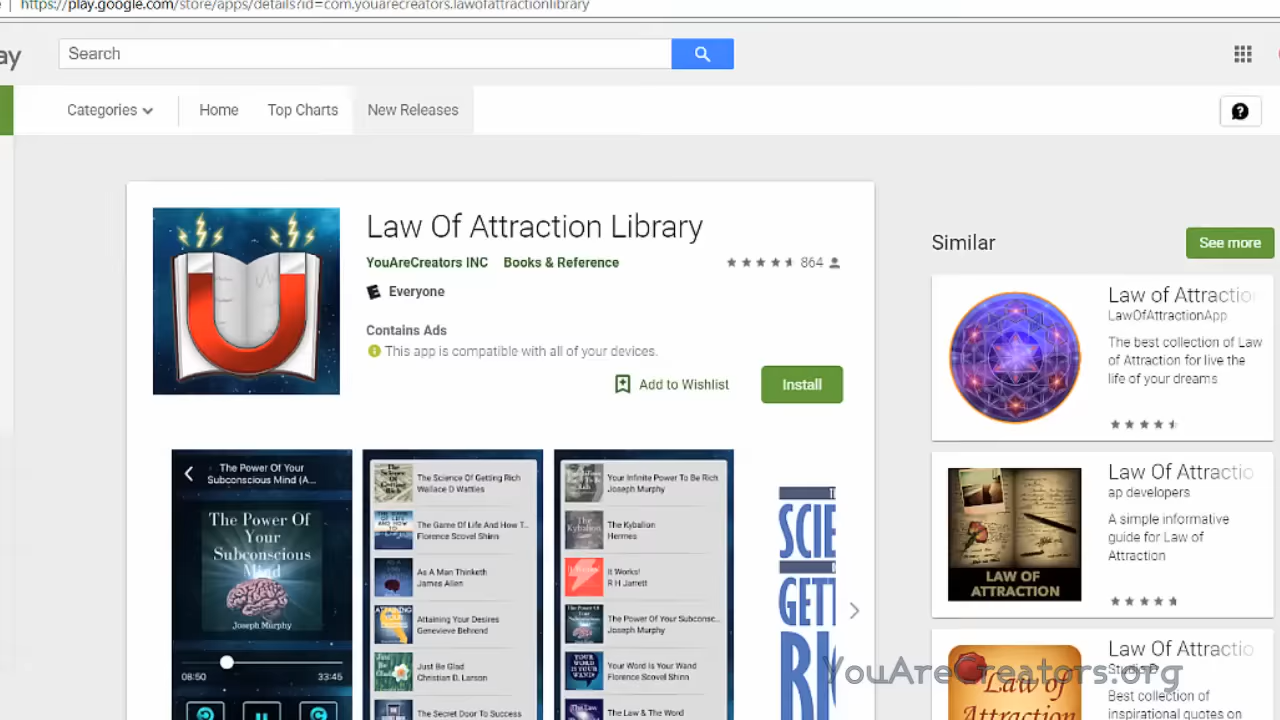 https://play.google.com/store/apps/details?id=com.youarecreators.lawofattractionlibrary
ay
Search
Categories
Home
Top Charts
New Releases
Law Of Attraction Library
YouAreCreators INC
Books & Reference
864
Everyone
Contains Ads
This app is compatible with all of your devices.
Add to Wishlist
Install
The Power Of Your
Subconscious Mind (A...
The Power Of
Your
Subconscious
Mind
Joseph Murphy
08:50
33:45
The Science Of Getting Rich
Wallace D Wattles
The Game Of Life And How T...
Florence Scovel Shinn
As A Man Thinketh
James Allen
Attaining Your Desires
Genevieve Behrend
Just Be Glad
Christian D. Larson
The Secret Door To Success
Your Infinite Power To Be Rich
Joseph Murphy
The Kybalion
Hermes
It Works!
R H Jarrett
The Power Of Your Subconsc...
Joseph Murphy
Your Word Is Your Wand
Florence Scovel Shinn
The Law & The Word
SCIE
GETT
RI
Similar
See more
Law of Attractio
LawOfAttractionApp
The best collection of Law
of Attraction for live the
life of your dreams
LAW OF
ATTRACTION
Law Of Attractio
ap developers
A simple informative
guide for Law of
Attraction
Law of
Attraction
Law Of Attractio
Best collection of
inspirational quotes on
YouAreCreators.org